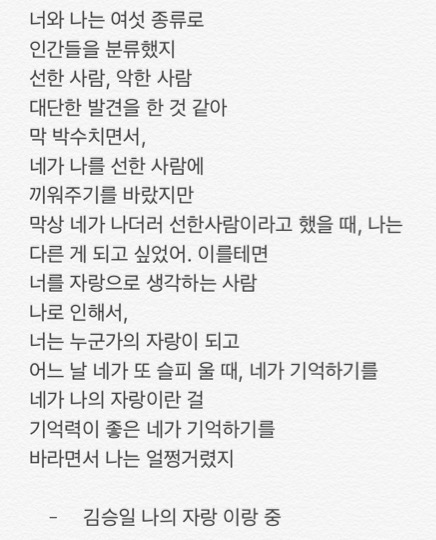 너와 나는 여섯 종류로
인간들을 분류했지
선한 사람, 악한 사람
대단한 발견을 한 것 같아
막 박수치면서,
네가 나를 선한 사람에
끼워주기를 바랐지만
막상 네가 나더러 선한사람이라고 했을 때, 나는
다른 게 되고 싶었어. 이를테면
너를 자랑으로 생각하는 사람
나로 인해서,
너는 누군가의 자랑이 되고
어느 날 네가 또 슬피 울 때, 네가 기억하기를
네가 나의 자랑이란 걸
기억력이 좋은 네가 기억하기를
바라면서 나는 얼쩡거렸지
- 김승일 나의 자랑 이랑 중